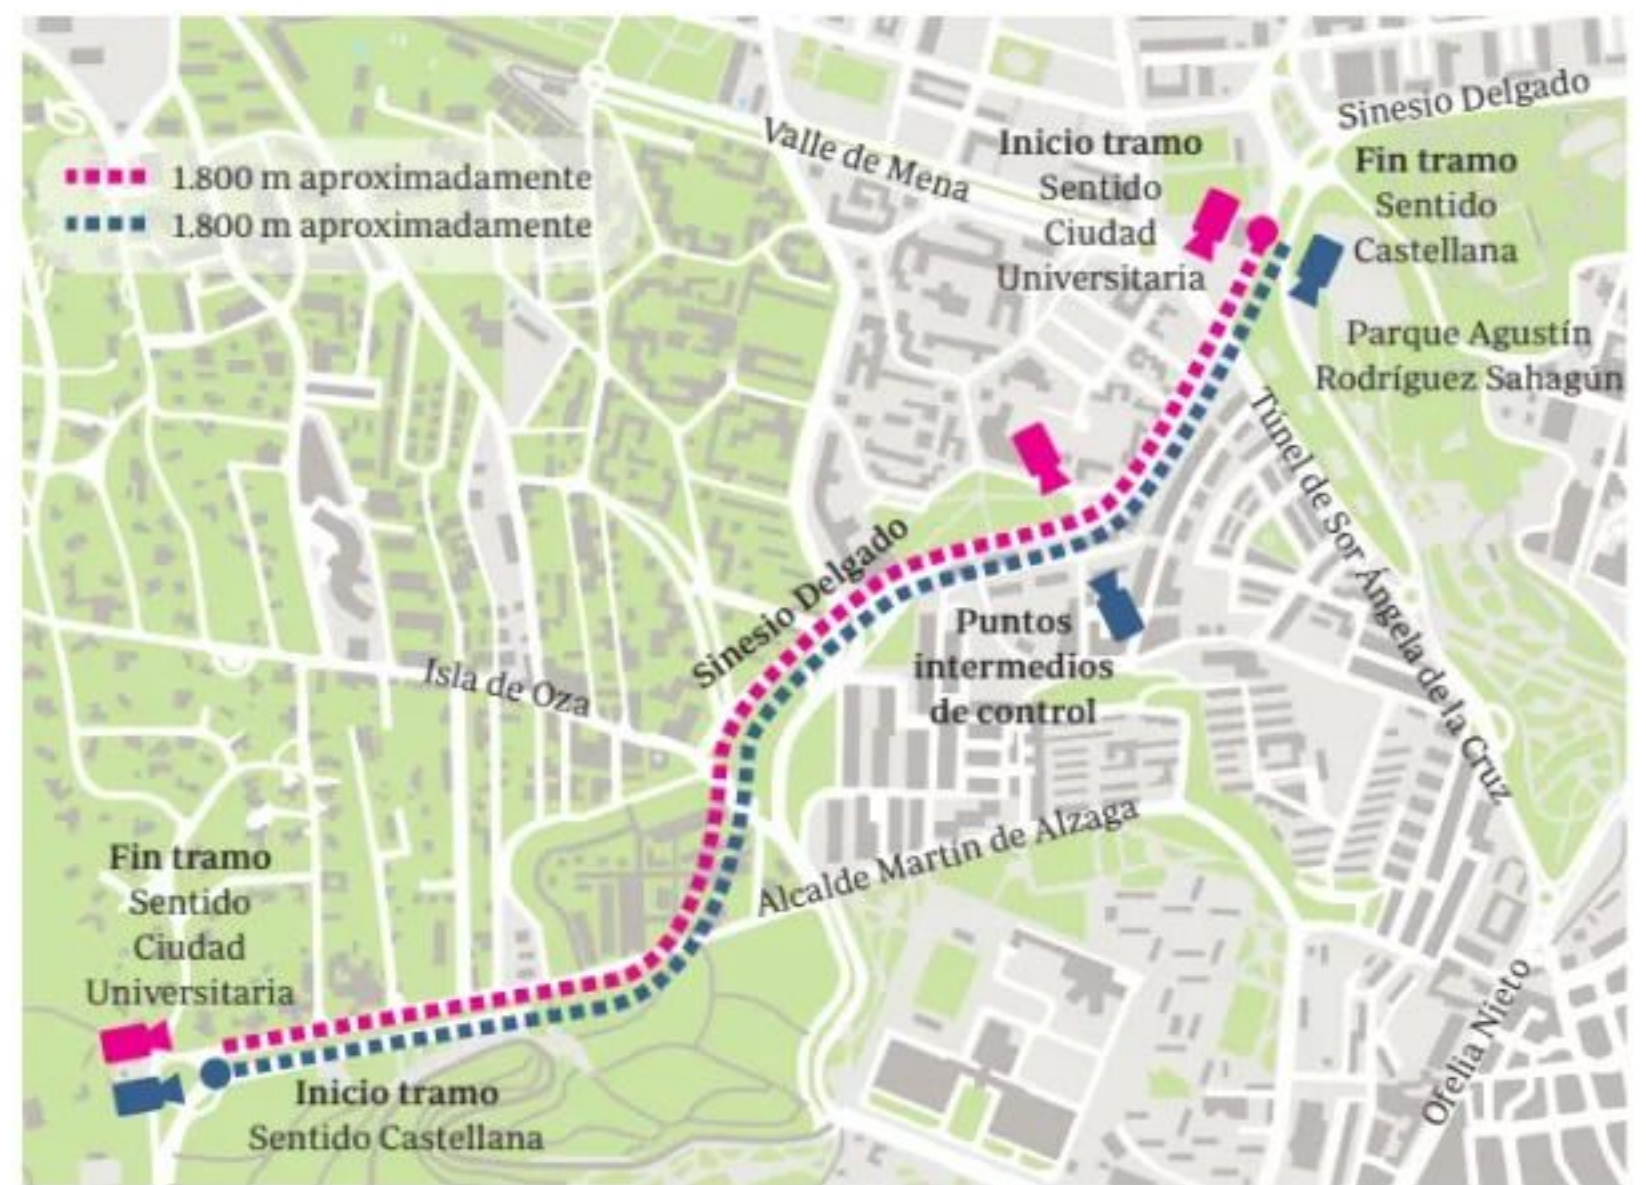 Sinesio Delgado
Valle de Mena
1.800 m aproximadamente
1.800 m aproximadamente
Inicio tramo
Sentido
Ciudad
Universitaria
Fin tramo
Sentido
Castellana
Parque Agustín
Rodríguez Sahagún
Túnel de Sor Ángela de la Cruz
Sinesio Delgado
Puntos
intermedios
de control
Isla de Oza
Alcalde Martín de Alzaga
Fin tramo
Sentido
Ciudad
Universitaria
Inicio tramo
Sentido Castellana
Ofelia Nieto